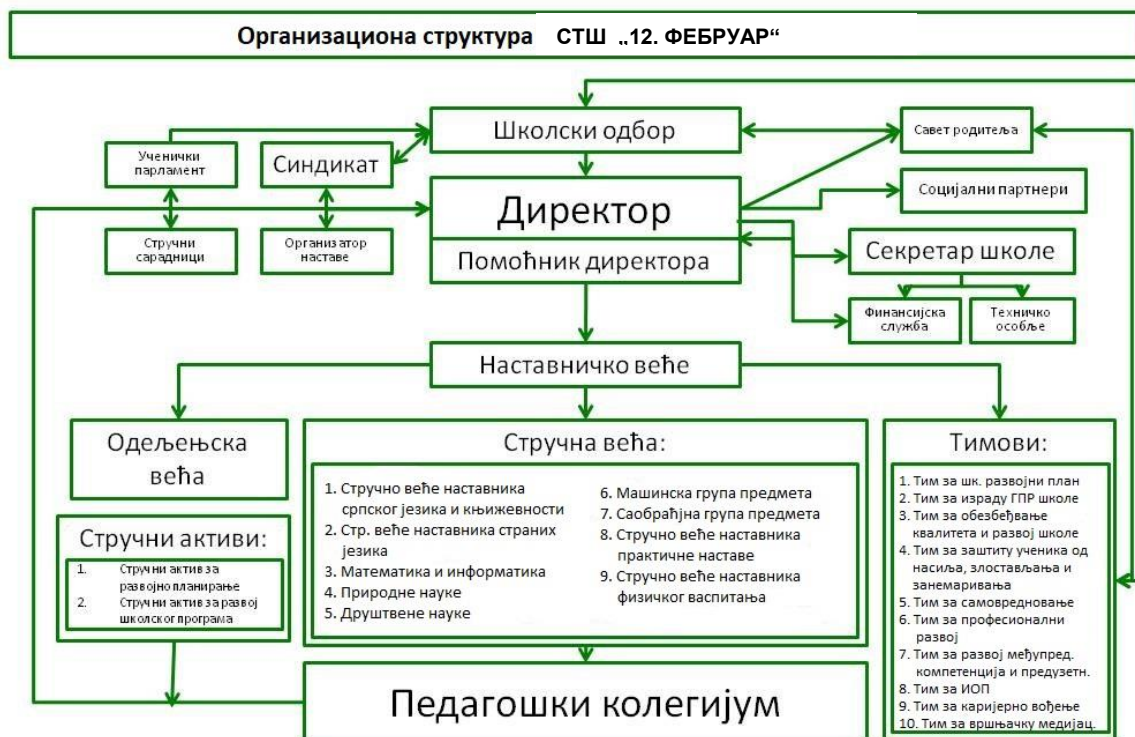 Организациона структура СТШ „12. ФЕБРУАР“
Школски одбор
Савет родитеља
Ученички
парламент
Синдикат
Социјални партнери
Директор
Стручни
сарадници
Организатор
наставе
Помоћник директора
Секретар школе
Финансијска
служба
Техничко
особље
Наставничко веће
Одељењска
већа
Стручни активи:
1. Стручни актив за
развојно планирање
2. Стручни актив за развој
школског програма
Стручна већа:
1. Стручно веће наставника
српског језика и књижевности
2. Стр. веће наставника страних
језика
3. Математика и информатика
4. Природне науке
5. Друштвене науке
6. Машинска група предмета
7. Саобраћјна група предмета
8. Стручно веће наставника
практичне наставе
9. Стручно веће наставника
физичког васпитања
Тимови:
1. Тим за шк. развојни план
2. Тим за израду ГПР школе
3. Тим за обезбеђвање
квалитета и развој школе
4. Тим за заштиту ученика од
насиља, злостављања и
занемаривања
5. Тим за самовредновање
6. Тим за професионални
развој
7. Тим за развој међупред.
компетенција и предузетн.
8. Тим за ИОП
9. Тим за каријерно вођење
10. Тим за вршњачку медијац.
Педагошки колегијум